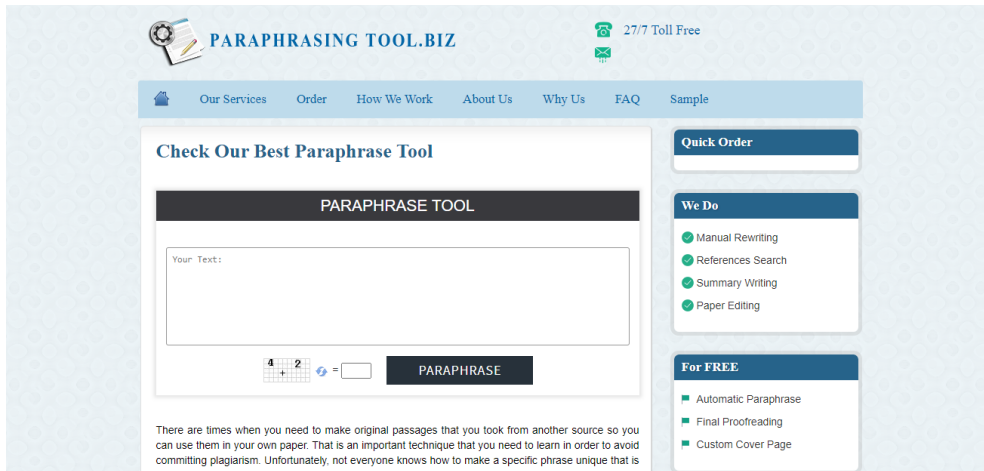 PARAPHRASING TOOL.BIZ
27/7 Toll Free
Our Services Order How We Work About Us Why Us FAQ Sample
Check Our Best Paraphrase Tool
PARAPHRASE TOOL
Your Text:
4 + 2 =
PARAPHRASE
There are times when you need to make original passages that you took from another source so you
can use them in your own paper. That is an important technique that you need to learn in order to avoid
committing plagiarism. Unfortunately, not everyone knows how to make a specific phrase unique that is
Quick Order
We Do
Manual Rewriting
References Search
Summary Writing
Paper Editing
For FREE
Automatic Paraphrase
Final Proofreading
Custom Cover Page